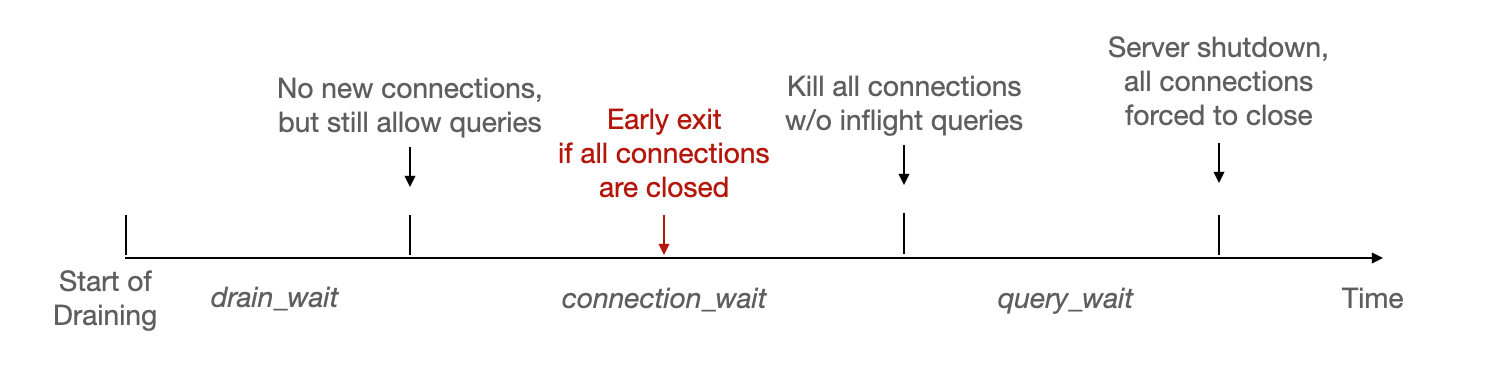 No new connections,
but still allow queries
Early exit
if all connections
are closed
Kill all connections
w/o inflight queries
Server shutdown,
all connections
forced to close
Start of
Draining
drain_wait
connection_wait
query_wait
Time